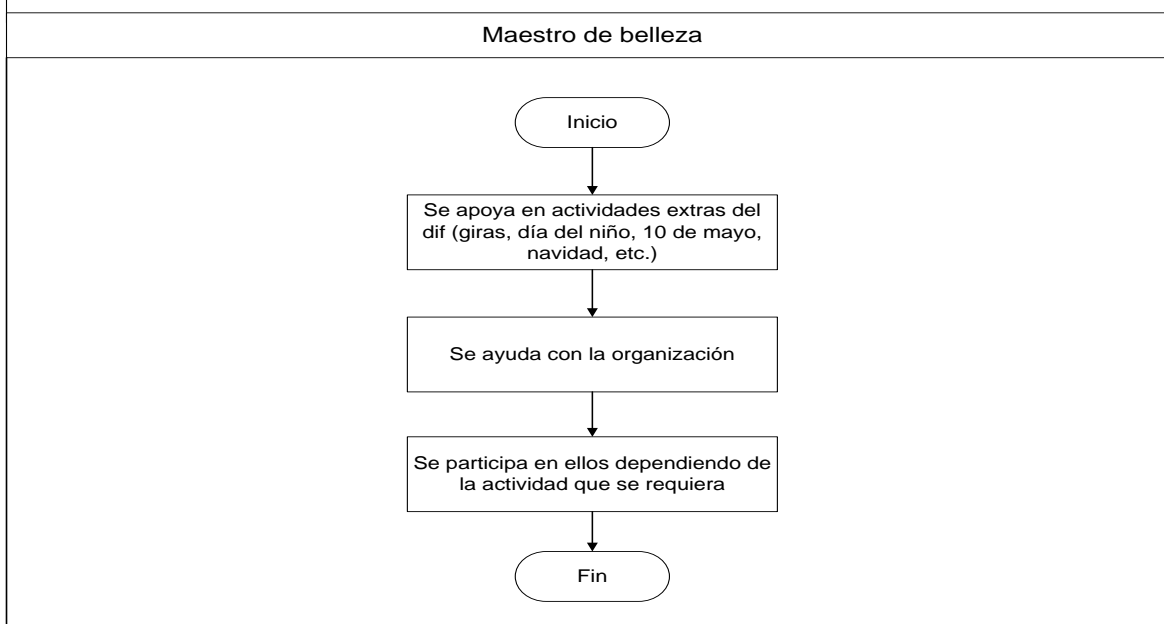 Maestro de belleza
Inicio
Se apoya en actividades extras del
dif (giras, día del niño, 10 de mayo,
navidad, etc.)
Se ayuda con la organización
Se participa en ellos dependiendo de
la actividad que se requiera
Fin